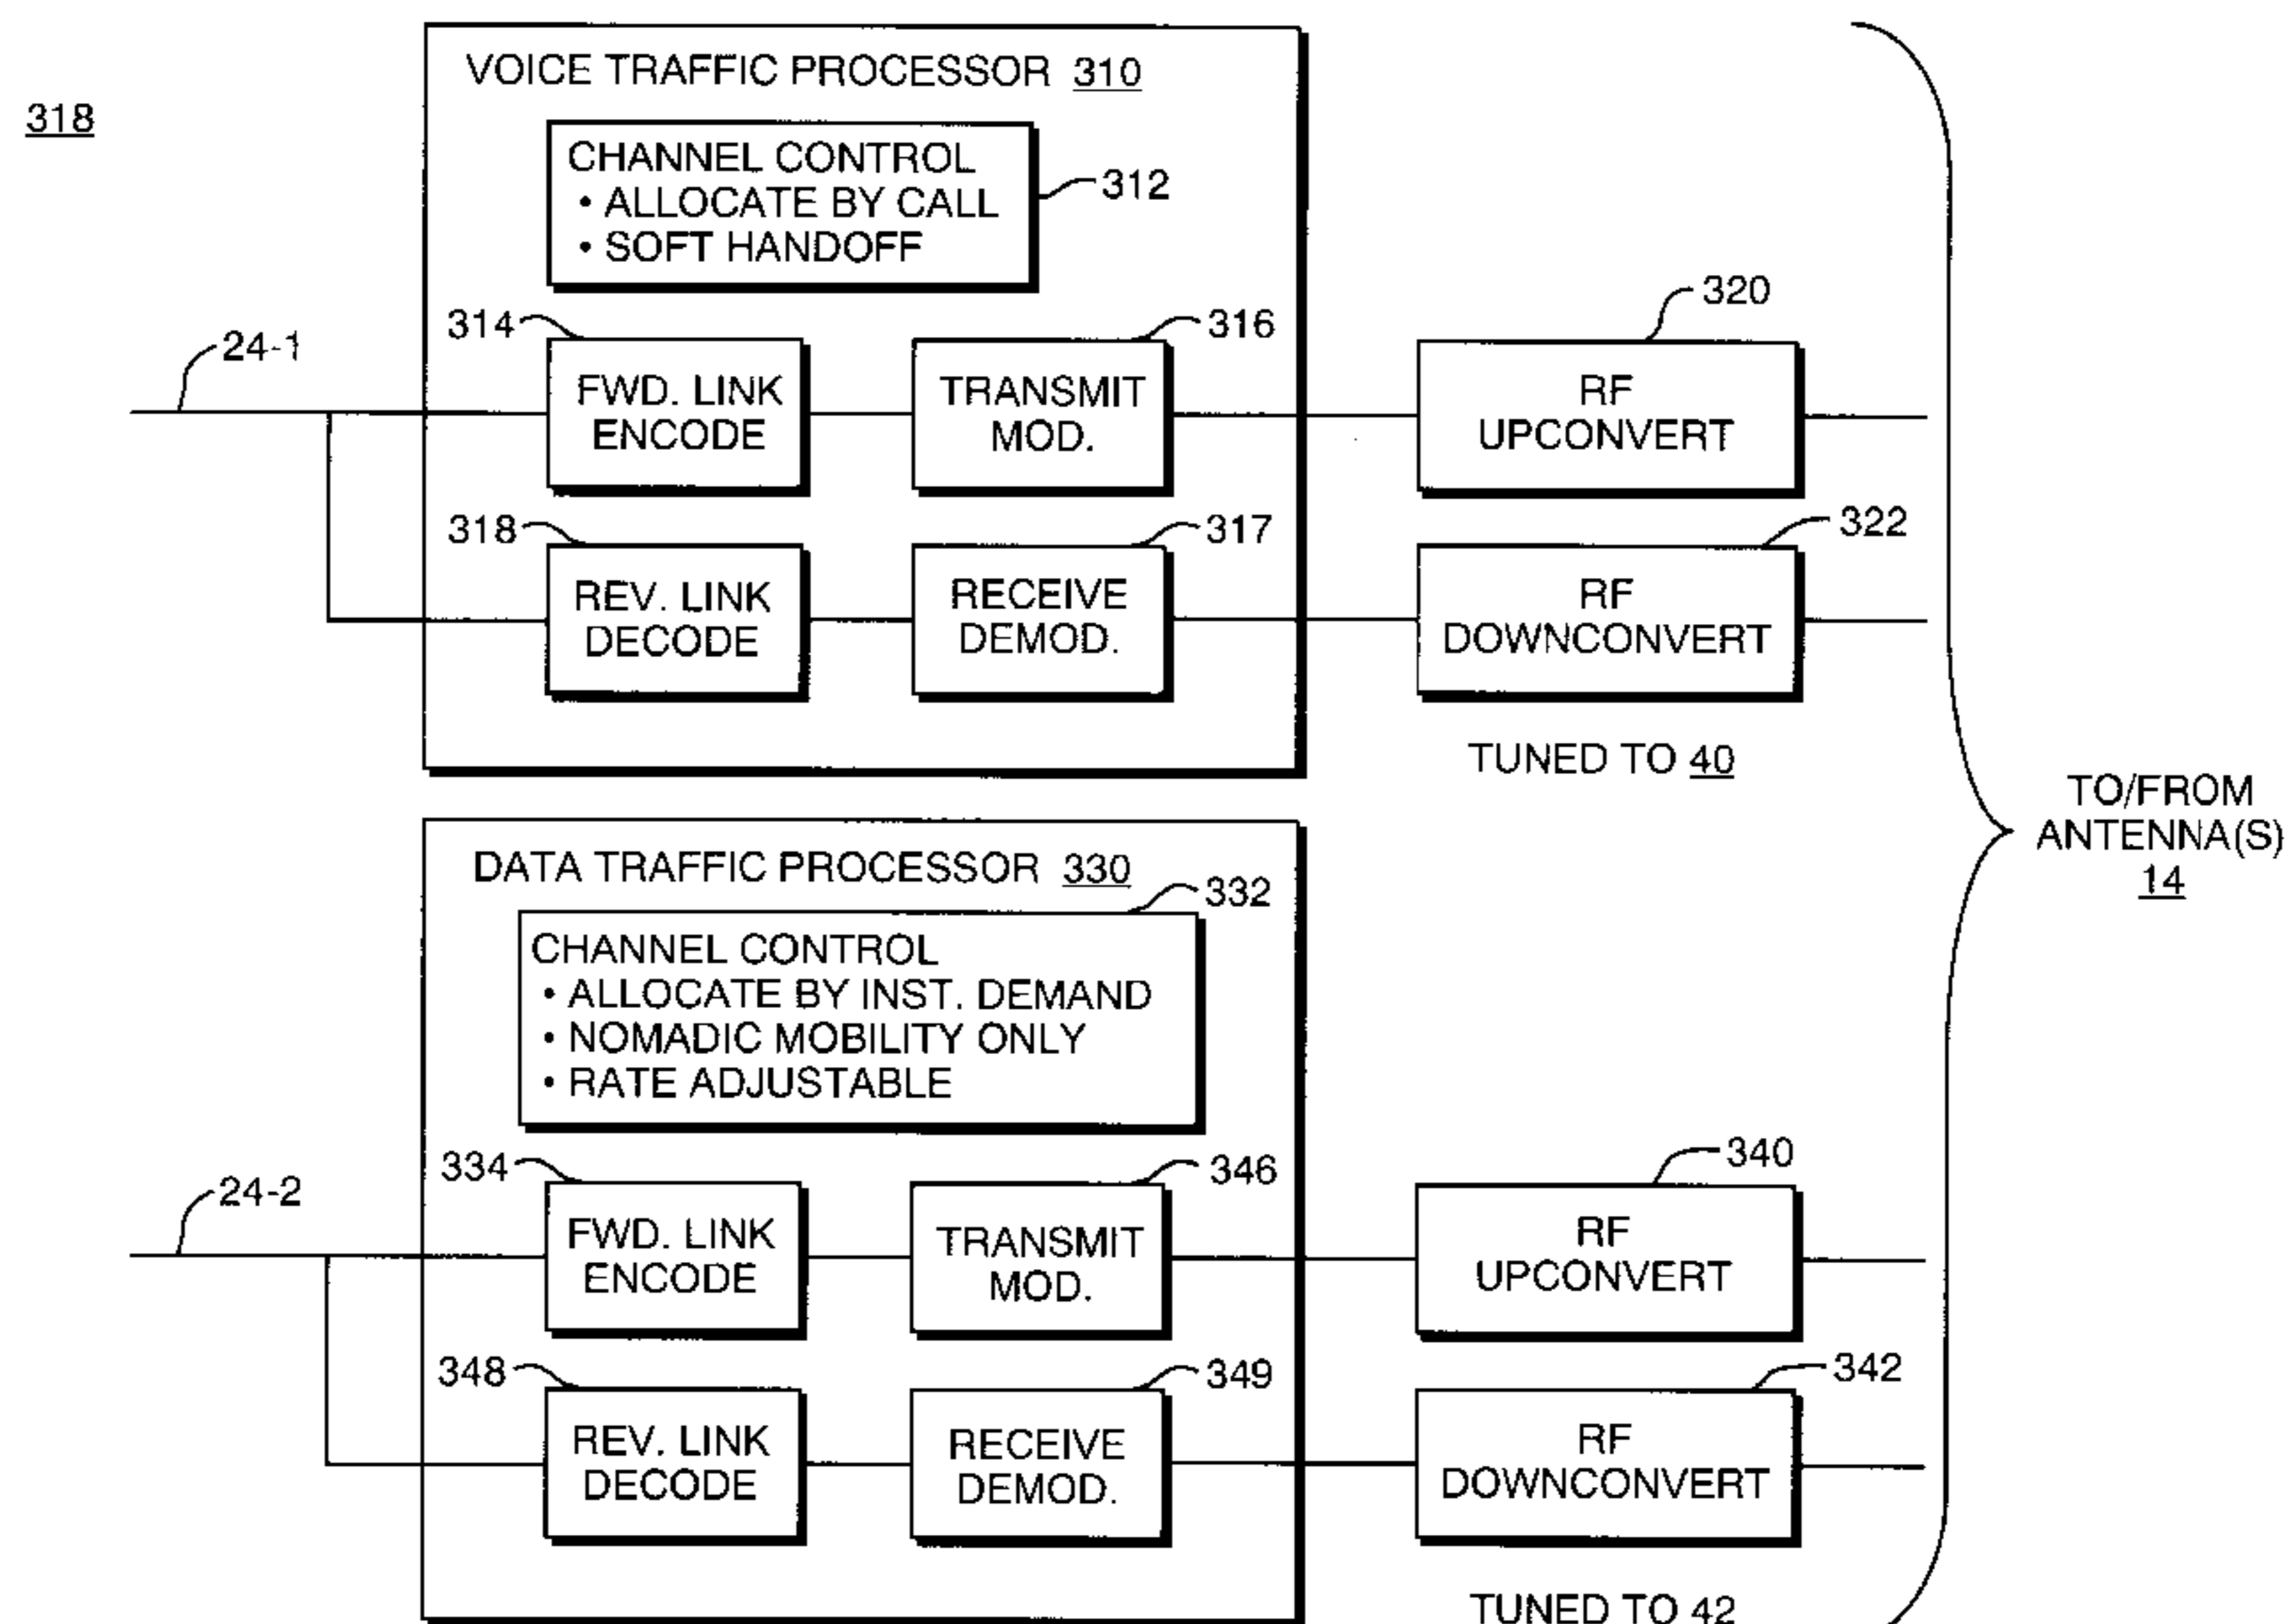 318
VOICE TRAFFIC PROCESSOR 310
CHANNEL CONTROL
• ALLOCATE BY CALL
• SOFT HANDOFF
312
24-1
314
FWD. LINK
ENCODE
316
TRANSMIT
MOD.
320
RF
UPCONVERT
318
REV. LINK
DECODE
317
RECEIVE
DEMOD.
322
RF
DOWNCONVERT
TUNED TO 40
TO/FROM
ANTENNA(S)
14
DATA TRAFFIC PROCESSOR 330
332
CHANNEL CONTROL
• ALLOCATE BY INST. DEMAND
• NOMADIC MOBILITY ONLY
• RATE ADJUSTABLE
24-2
334
FWD. LINK
ENCODE
346
TRANSMIT
MOD.
340
RF
UPCONVERT
348
REV. LINK
DECODE
349
RECEIVE
DEMOD.
342
RF
DOWNCONVERT
TUNED TO 42